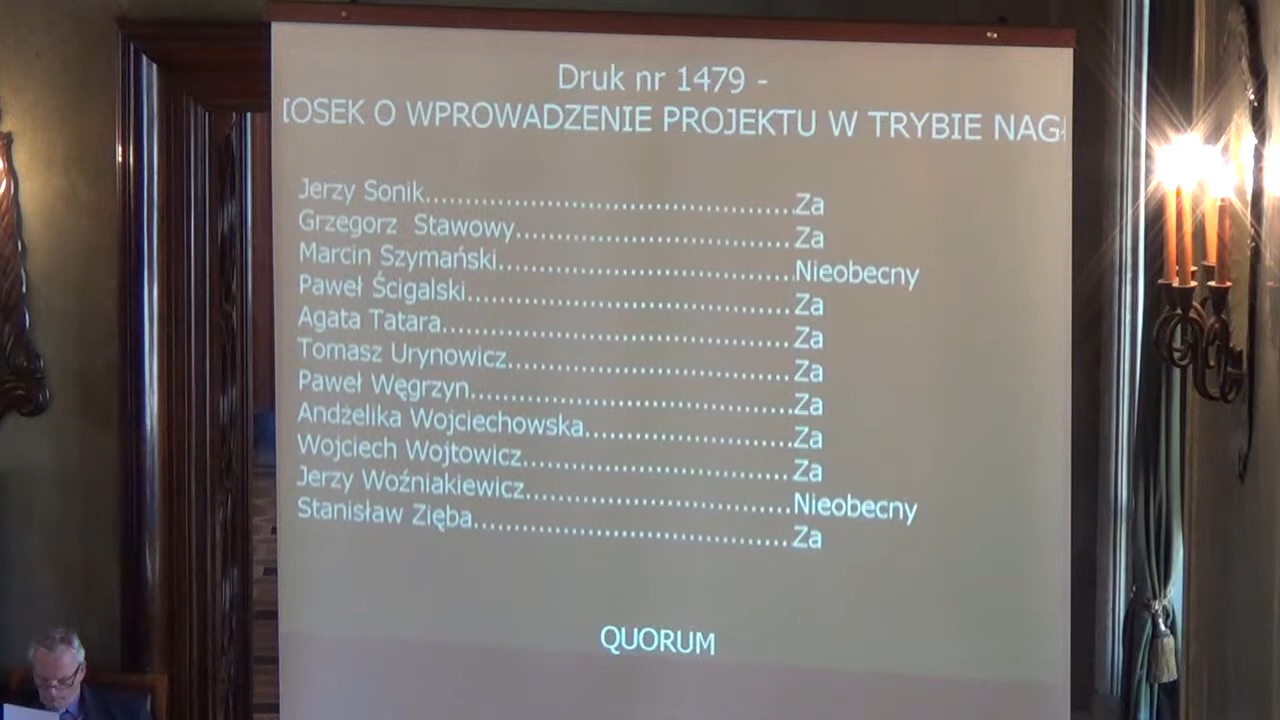 Druk nr 1479 -
IOSEK O WPROWADZENIE PROJEKTU W TRYBIE NAGŁ
Jerzy Sonik..............................................Za
Grzegorz  Stawowy...................................Za
Marcin Szymański.....................................Nieobecny
Paweł Ścigalski.........................................Za
Agata Tatara............................................Za
Tomasz Urynowicz...................................Za
Paweł Węgrzyn........................................Za
Andżelika Wojciechowska..........................Za
Wojciech Wojtowicz.................................Za
Jerzy Woźniakiewicz.................................Nieobecny
Stanisław Zięba........................................Za
QUORUM